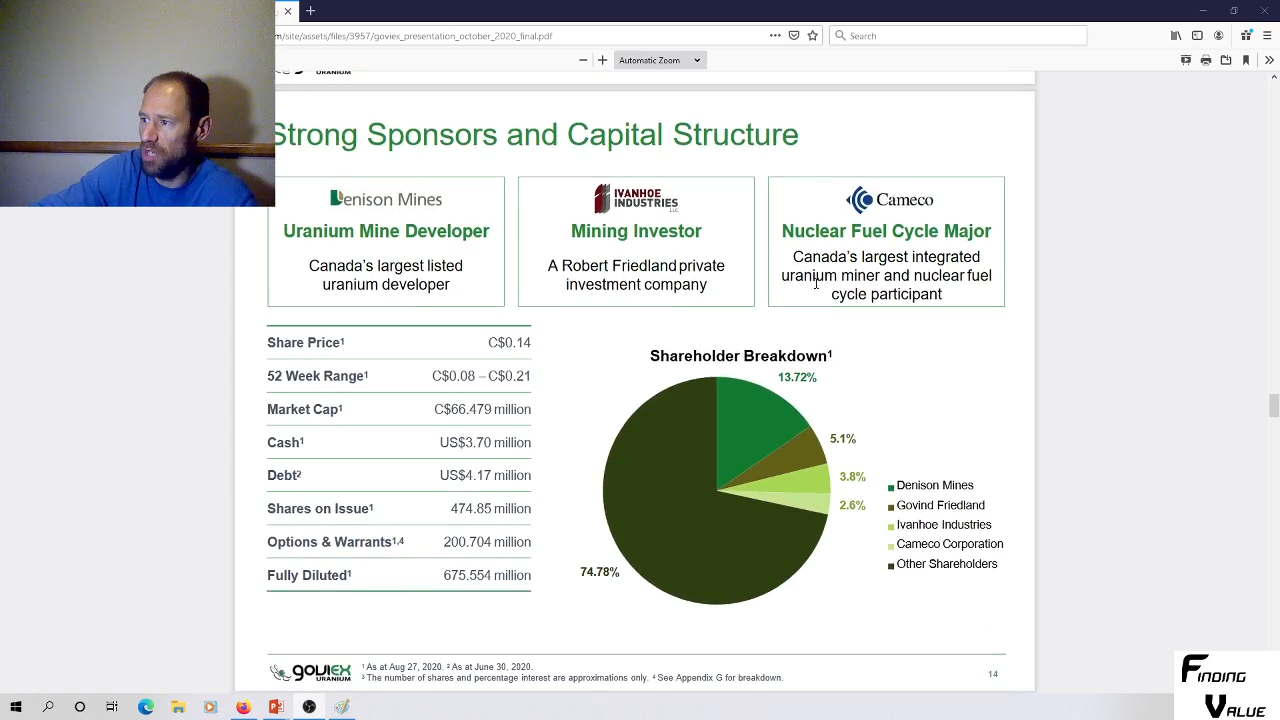 m/site/assets/files/3957/goviex_presentation_october_2020_final.pdf
Search
Automatic Zoom
URANIUM
Strong Sponsors and Capital Structure
Denison Mines
Uranium Mine Developer
Canada's largest listed
uranium developer
IVANHOE
INDUSTRIES LLC
Mining Investor
A Robert Friedland private
investment company
Cameco
Nuclear Fuel Cycle Major
Canada's largest integrated
uranium miner and nuclear fuel
cycle participant
Share Price¹ C$0.14
52 Week Range¹ C$0.08 – C$0.21
Market Cap¹ C$66.479 million
Cash¹ US$3.70 million
Debt² US$4.17 million
Shares on Issue¹ 474.85 million
Options & Warrants¹,⁴ 200.704 million
Fully Diluted¹ 675.554 million
Shareholder Breakdown¹
13.72%
5.1%
3.8%
2.6%
74.78%
Denison Mines
Govind Friedland
Ivanhoe Industries
Cameco Corporation
Other Shareholders
GOVIEX
URANIUM
¹ As at Aug 27, 2020. ² As at June 30, 2020.
³ The number of shares and percentage interest are approximations only. ⁴ See Appendix G for breakdown.
14
Finding
Value